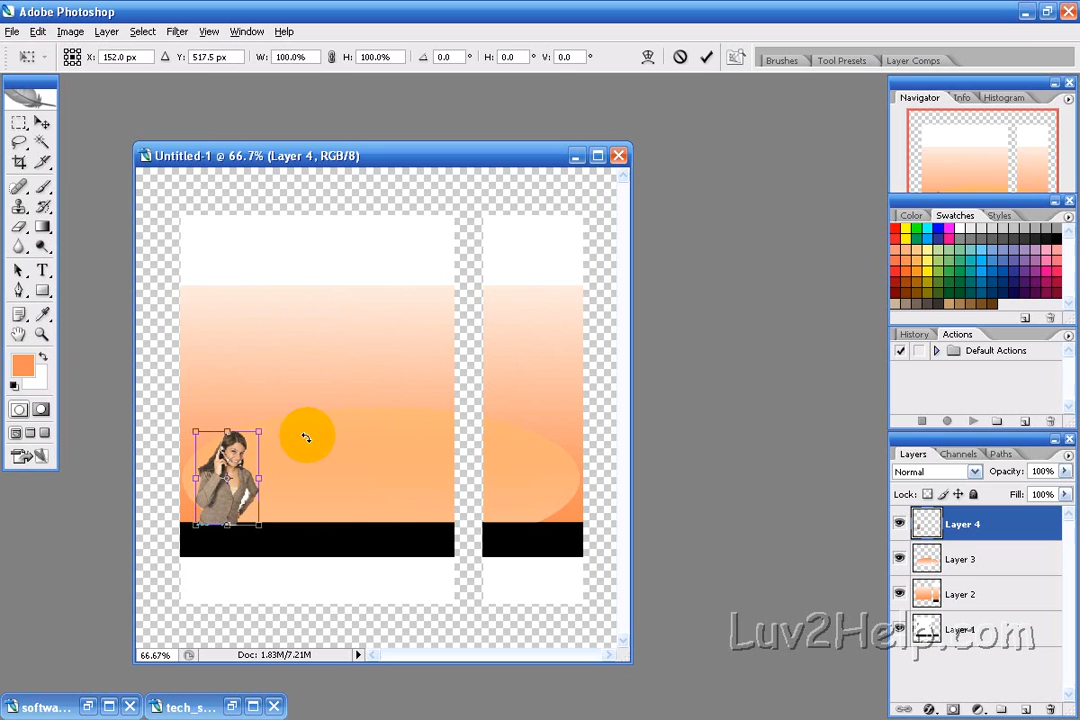 Adobe Photoshop
File Edit Image Layer Select Filter View Window Help
X: 152.0 px Y: 517.5 px W: 100.0% H: 100.0% 0.0 ° H: 0.0 ° V: 0.0 °
Brushes Tool Presets Layer Comps
Untitled-1 @ 66.7% (Layer 4, RGB/8)
Navigator Info Histogram
Color Swatches Styles
History Actions
Default Actions
Layers Channels Paths
Normal Opacity: 100%
Lock: Fill: 100%
Layer 4
Layer 3
Layer 2
Layer 1
Luv2Help.com
66.67% Doc: 1.83M/7.21M
softwa... tech_s...